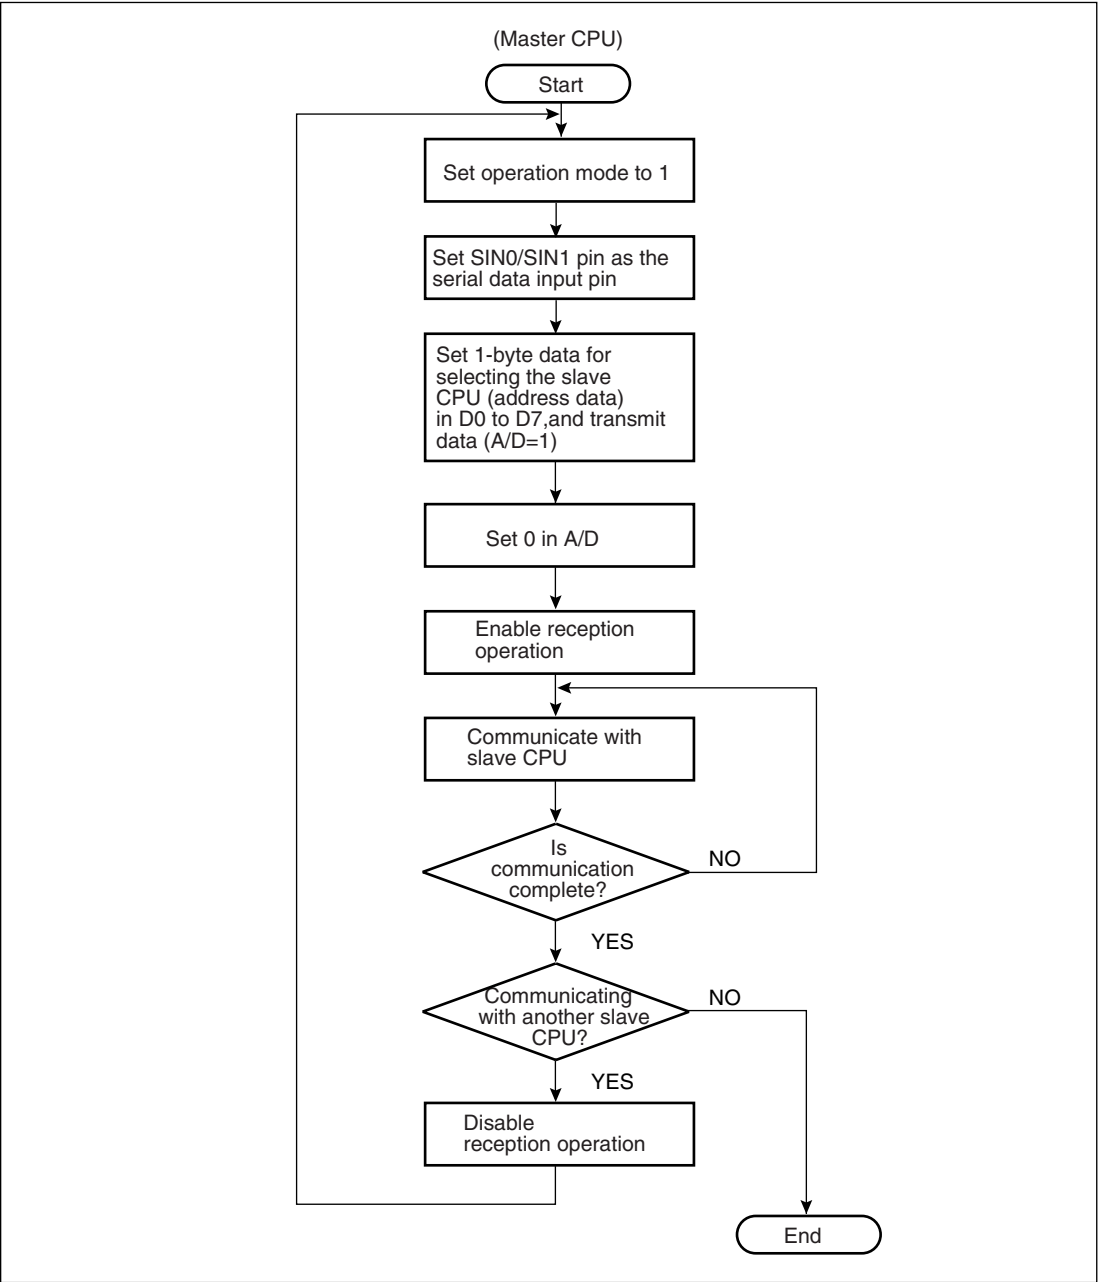 (Master CPU)
Start
Set operation mode to 1
Set SIN0/SIN1 pin as the
serial data input pin
Set 1-byte data for
selecting the slave
CPU (address data)
in D0 to D7,and transmit
data (A/D=1)
Set 0 in A/D
Enable reception
operation
Communicate with
slave CPU
Is
communication
complete?
NO
YES
Communicating
with another slave
CPU?
NO
YES
Disable
reception operation
End